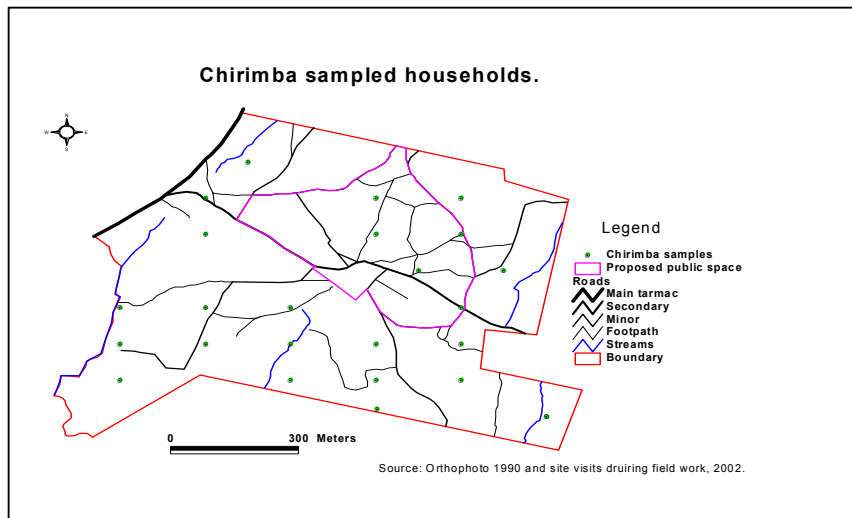 Chirimba sampled households.
N
W E
S
Legend
Chirimba samples
Proposed public space
Roads
Main tarmac
Secondary
Minor
Footpath
Streams
Boundary
0 300 Meters
Source: Orthophoto 1990 and site visits druiring field work, 2002.